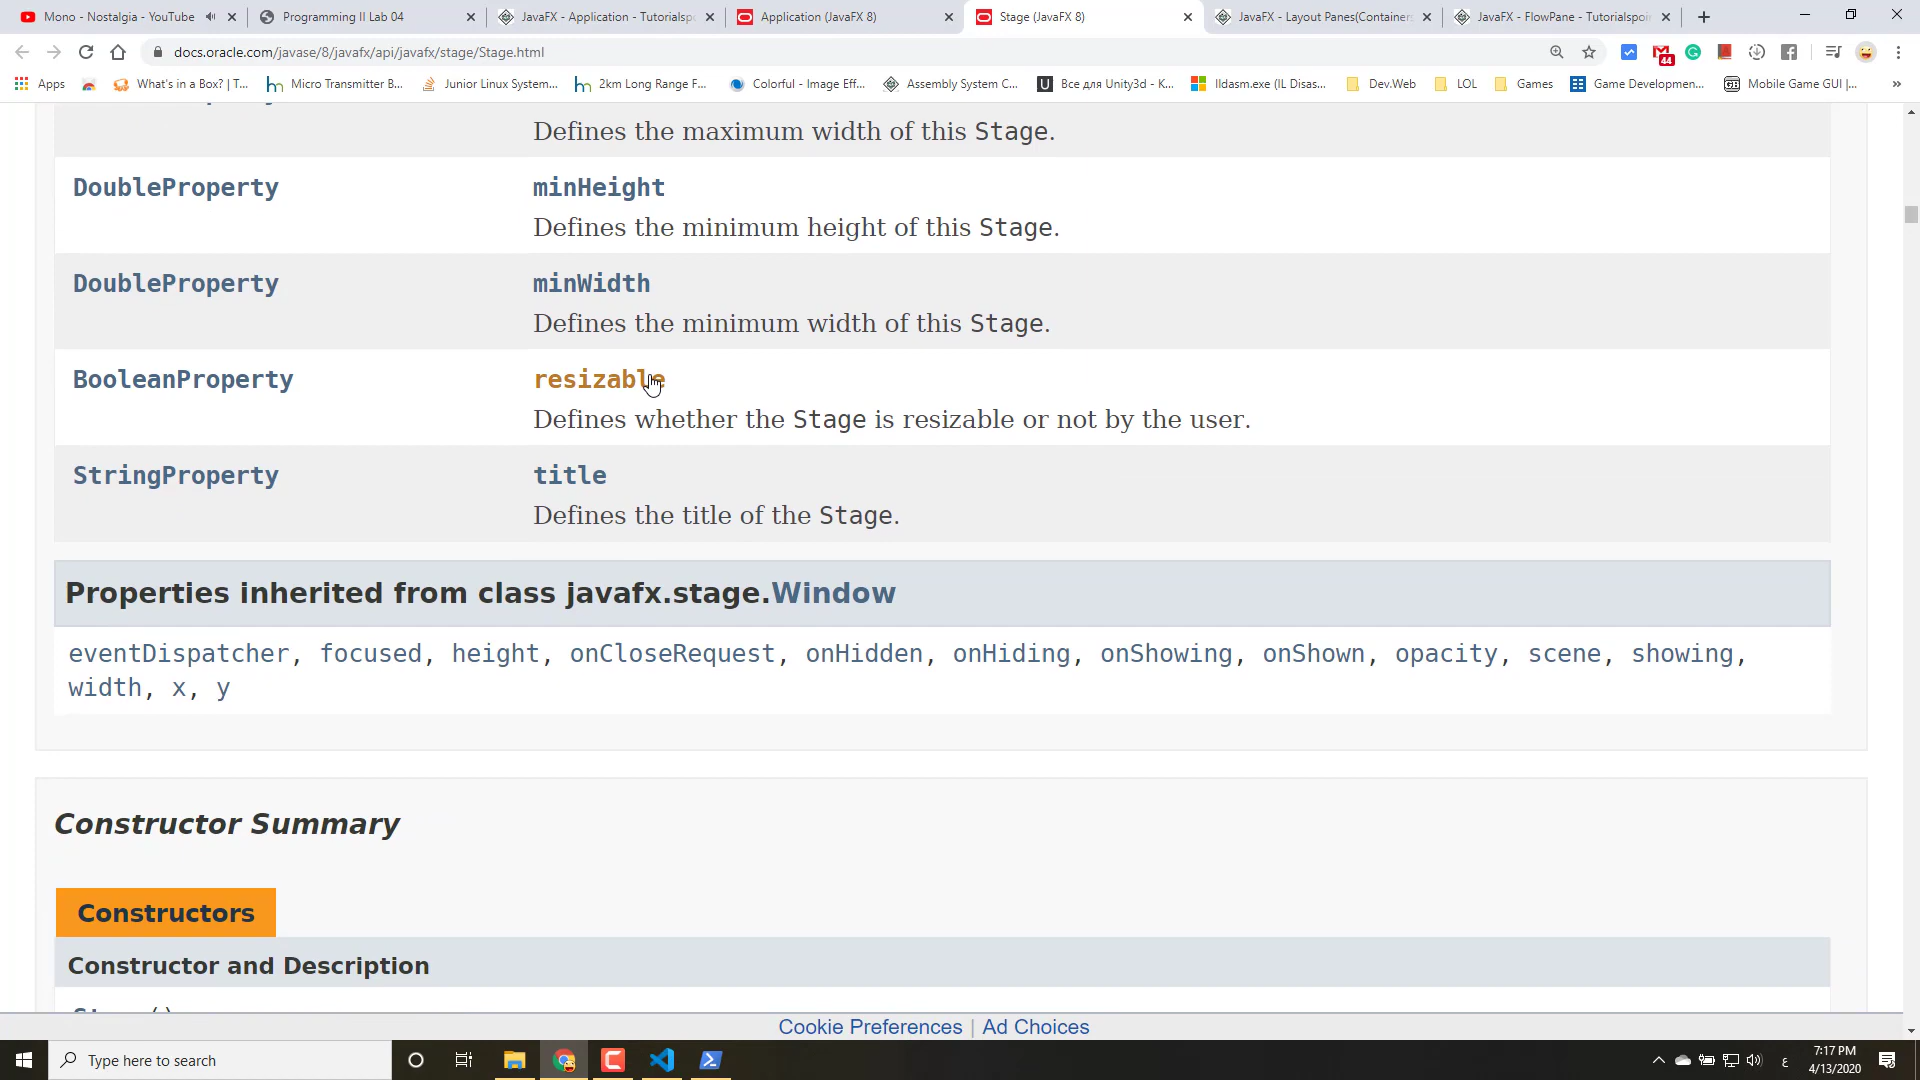 Mono - Nostalgia - YouTube
Programming II Lab 04
JavaFX - Application - Tutorialsp
Application (JavaFX 8)
Stage (JavaFX 8)
JavaFX - Layout Panes(Container
JavaFX - FlowPane - Tutorialspoi
docs.oracle.com/javase/8/javafx/api/javafx/stage/Stage.html
44
Apps
What's in a Box? | T...
Micro Transmitter B...
Junior Linux System...
2km Long Range F...
Colorful - Image Eff...
Assembly System C...
Все для Unity3d - K...
Ildasm.exe (IL Disas...
Dev.Web
LOL
Games
Game Developmen...
Mobile Game GUI |...
Defines the maximum width of this Stage.
DoubleProperty minHeight
Defines the minimum height of this Stage.
DoubleProperty minWidth
Defines the minimum width of this Stage.
BooleanProperty resizable
Defines whether the Stage is resizable or not by the user.
StringProperty title
Defines the title of the Stage.
Properties inherited from class javafx.stage.Window
eventDispatcher, focused, height, onCloseRequest, onHidden, onHiding, onShowing, onShown, opacity, scene, showing,
width, x, y
Constructor Summary
Constructors
Constructor and Description
Cookie Preferences | Ad Choices
Type here to search
ع
7:17 PM
4/13/2020